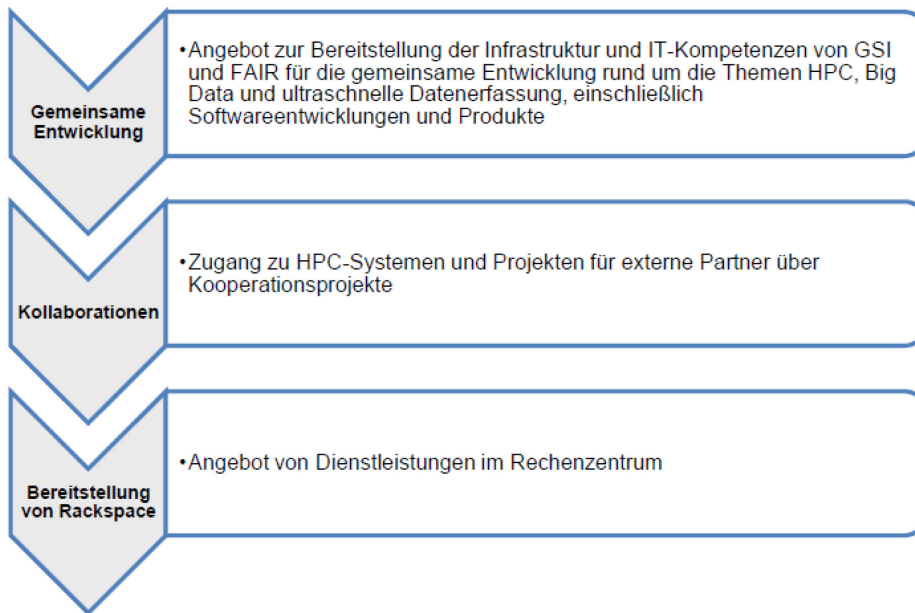 Gemeinsame
Entwicklung
•Angebot zur Bereitstellung der Infrastruktur und IT-Kompetenzen von GSI
und FAIR für die gemeinsame Entwicklung rund um die Themen HPC, Big
Data und ultraschnelle Datenerfassung, einschließlich
Softwareentwicklungen und Produkte
Kollaborationen
•Zugang zu HPC-Systemen und Projekten für externe Partner über
Kooperationsprojekte
Bereitstellung
von Rackspace
•Angebot von Dienstleistungen im Rechenzentrum